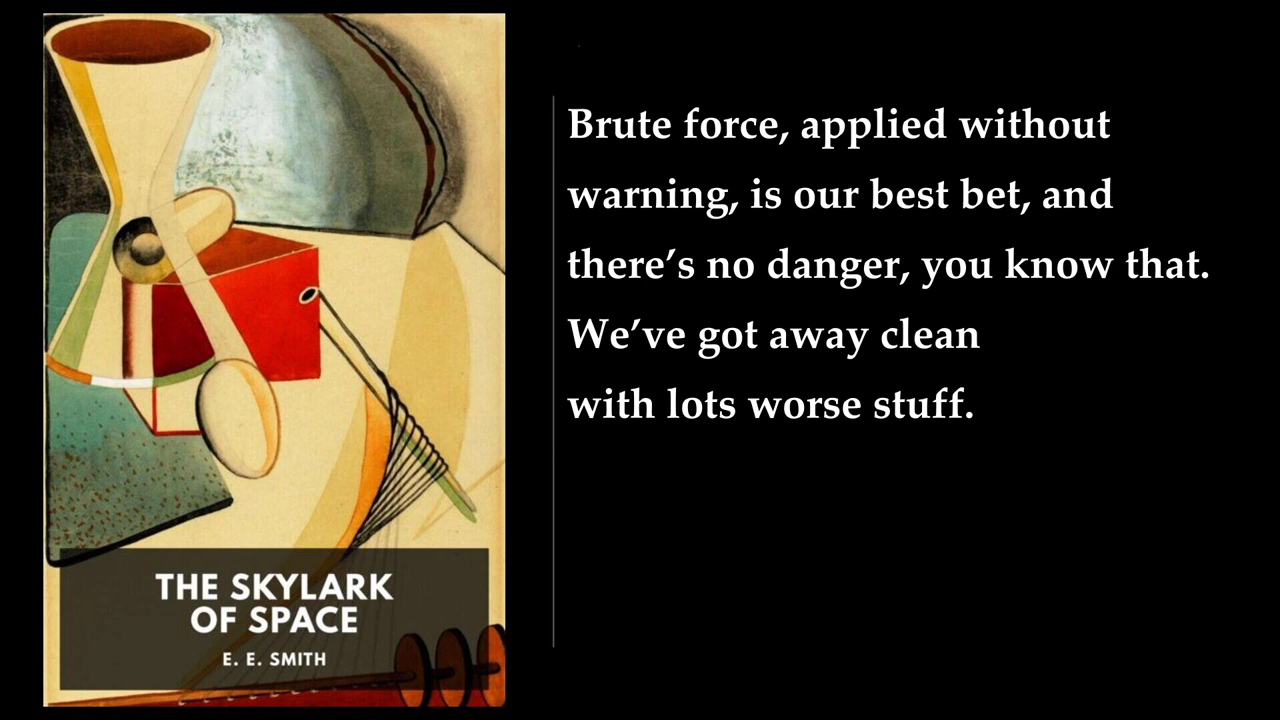 THE SKYLARK
OF SPACE
E. E. SMITH
Brute force, applied without
warning, is our best bet, and
there’s no danger, you know that.
We’ve got away clean
with lots worse stuff.